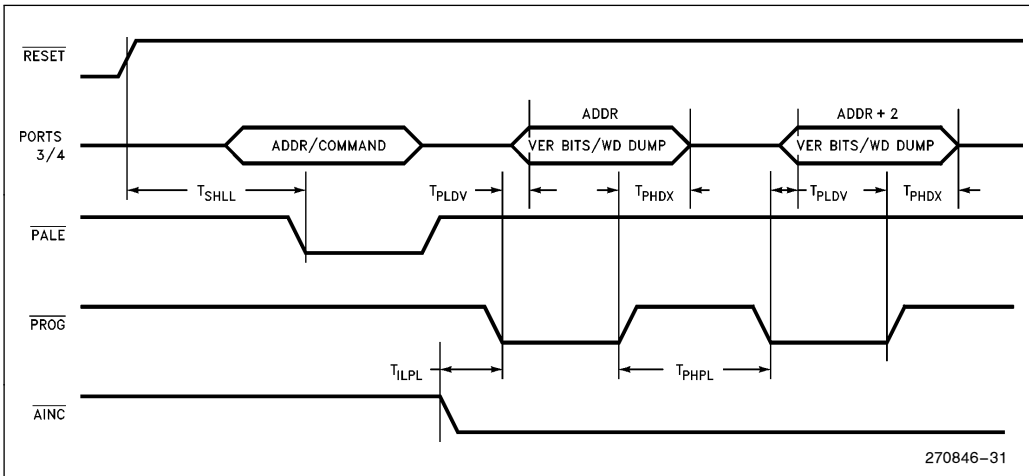 RESET
PORTS
3/4
ADDR/COMMAND
ADDR
VER BITS/WD DUMP
ADDR + 2
VER BITS/WD DUMP
TSHLL
TPLDV
TPHDX
TPLDV
TPHDX
PALE
PROG
TILPL
TPHPL
AINC
270846-31